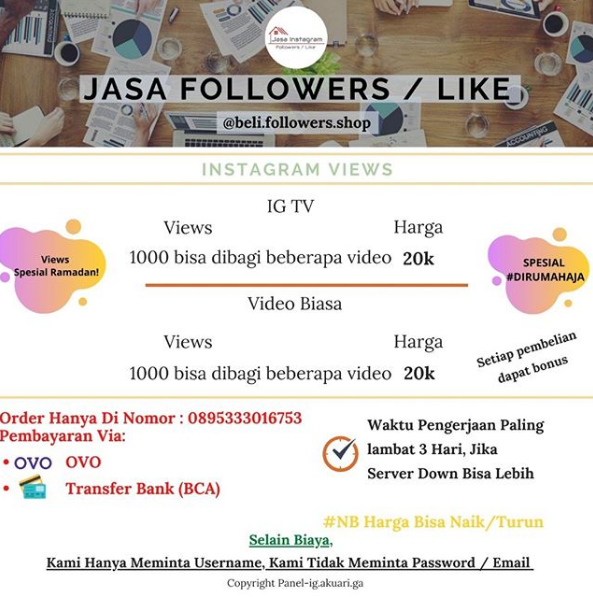 Jasa Instagram
Followers / Like
JASA FOLLOWERS / LIKE
@beli.followers.shop
ACCOUNTING
INSTAGRAM VIEWS
IG TV
Views Harga
1000 bisa dibagi beberapa video 20k
Views
Spesial Ramadan!
SPESIAL
#DIRUMAHAJA
Video Biasa
Views Harga
1000 bisa dibagi beberapa video 20k
Setiap pembelian
dapat bonus
Order Hanya Di Nomor : 0895333016753
Pembayaran Via:
• OVO OVO
• Transfer Bank (BCA)
Waktu Pengerjaan Paling
lambat 3 Hari, Jika
Server Down Bisa Lebih
#NB Harga Bisa Naik/Turun
Selain Biaya,
Kami Hanya Meminta Username, Kami Tidak Meminta Password / Email
Copyright Panel-ig.akuari.ga